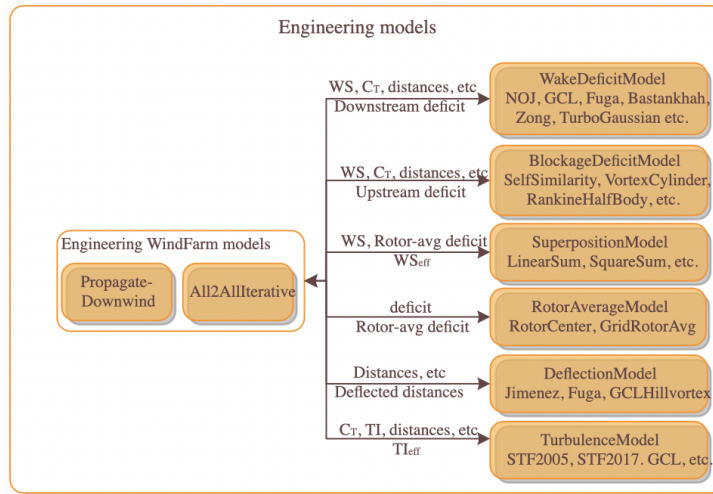 Engineering models
WS, CT, distances, etc
Downstream deficit
WakeDeficitModel
NOJ, GCL, Fuga, Bastankhah,
Zong, TurboGaussian etc.
WS, CT, distances, etc
Upstream deficit
BlockageDeficitModel
SelfSimilarity, VortexCylinder,
RankineHalfBody, etc.
Engineering WindFarm models
Propagate-
Downwind
All2AllIterative
WS, Rotor-avg deficit
WSeff
SuperpositionModel
LinearSum, SquareSum, etc.
deficit
Rotor-avg deficit
RotorAverageModel
RotorCenter, GridRotorAvg
Distances, etc
Deflected distances
DeflectionModel
Jimenez, Fuga, GCLHillvortex
CT, TI, distances, etc
TIeff
TurbulenceModel
STF2005, STF2017. GCL, etc.